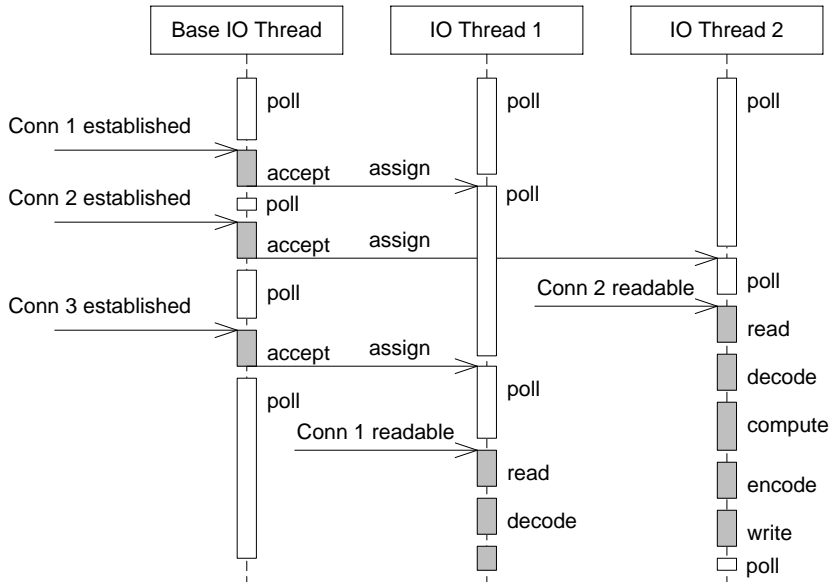 Base IO Thread
IO Thread 1
IO Thread 2
poll
poll
poll
Conn 1 established
accept
assign
Conn 2 established
poll
poll
accept
assign
poll
poll
Conn 2 readable
Conn 3 established
read
accept
assign
decode
poll
poll
compute
Conn 1 readable
read
encode
decode
write
poll